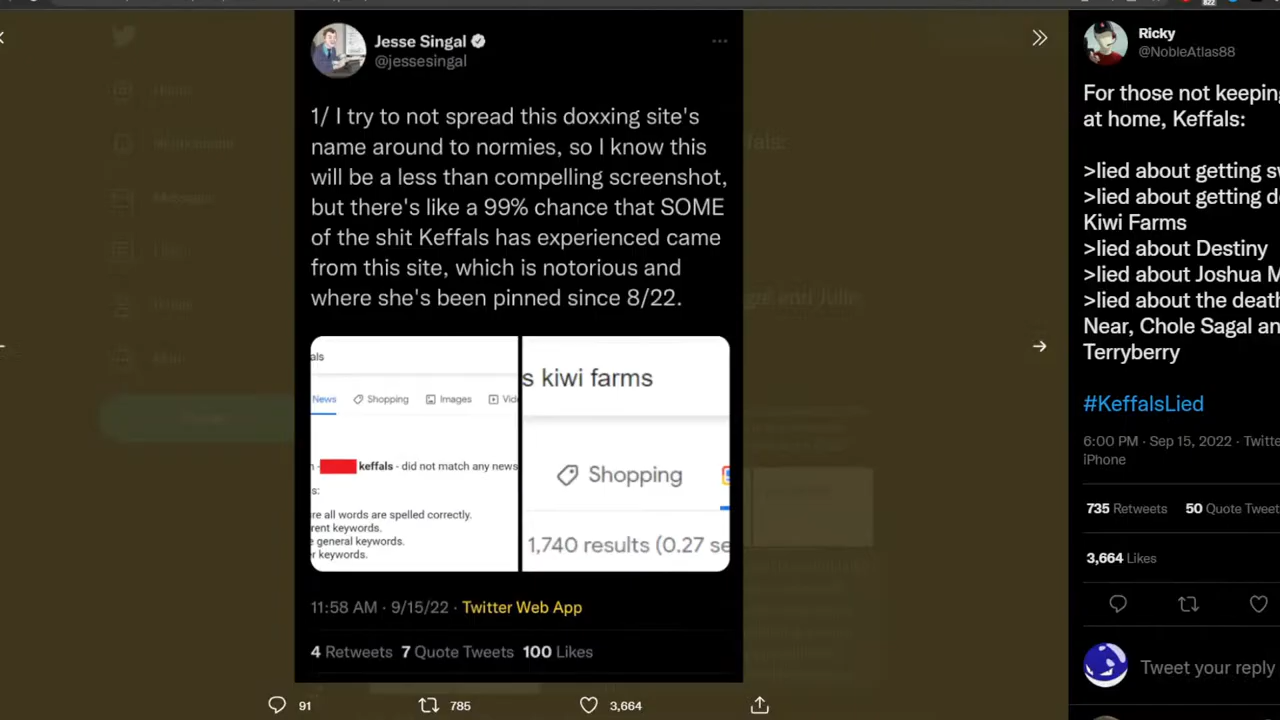 Jesse Singal
@jessesingal
1/ I try to not spread this doxxing site's
name around to normies, so I know this
will be a less than compelling screenshot,
but there's like a 99% chance that SOME
of the shit Keffals has experienced came
from this site, which is notorious and
where she's been pinned since 8/22.
als
News Shopping Images Vid
keffals - did not match any news
s:
re all words are spelled correctly.
rent keywords.
e general keywords.
r keywords.
s kiwi farms
Shopping
1,740 results (0.27 se
11:58 AM · 9/15/22 · Twitter Web App
4 Retweets 7 Quote Tweets 100 Likes
91 785 3,664
Ricky
@NobleAtlas88
For those not keeping
at home, Keffals:
>lied about getting s
>lied about getting d
Kiwi Farms
>lied about Destiny
>lied about Joshua M
>lied about the death
Near, Chole Sagal an
Terryberry
#KeffalsLied
6:00 PM · Sep 15, 2022 · Twitte
iPhone
735 Retweets 50 Quote Tweet
3,664 Likes
Tweet your reply
822